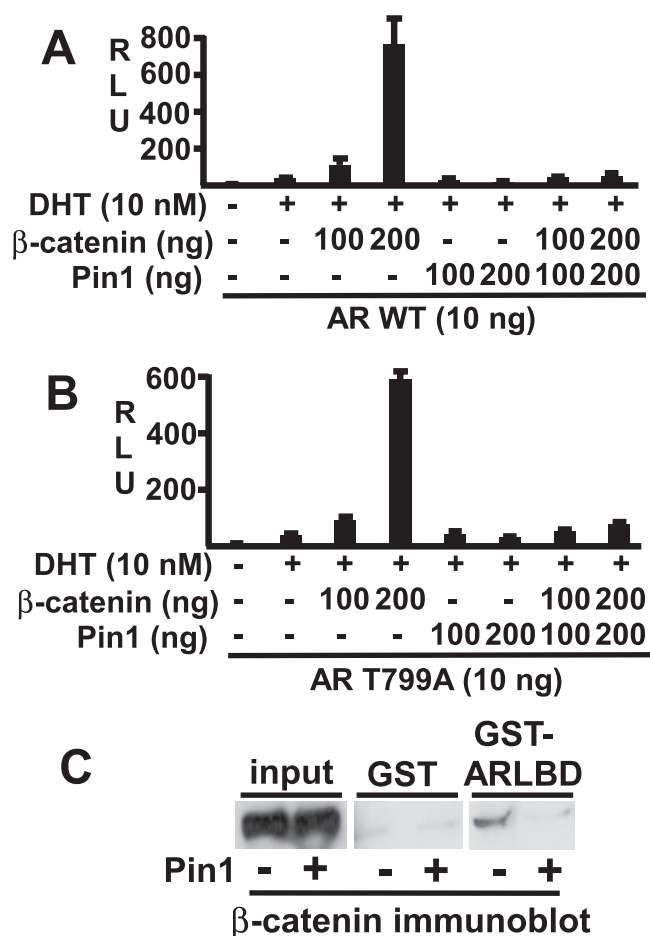 A
R
L
U
800
600
400
200
DHT (10 nM) - + + + + + + +
β-catenin (ng) - - 100 200 - - 100 200
Pin1 (ng) - - - - 100 200 100 200
AR WT (10 ng)
B
R
L
U
600
400
200
DHT (10 nM) - + + + + + + +
β-catenin (ng) - - 100 200 - - 100 200
Pin1 (ng) - - - - 100 200 100 200
AR T799A (10 ng)
C
input GST GST-
ARLBD
Pin1 - + - + - +
β-catenin immunoblot